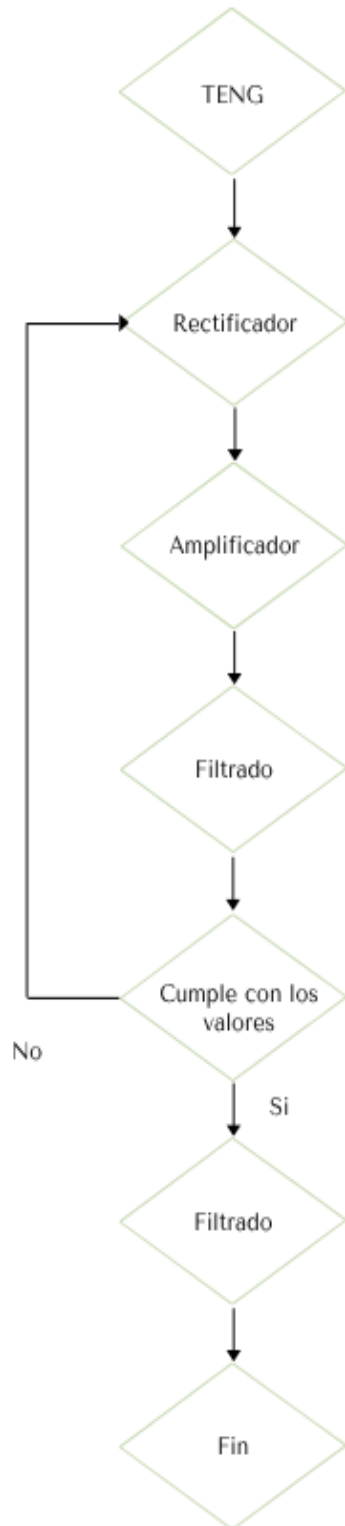 TENG
Rectificador
Amplificador
Filtrado
Cumple con los
valores
No
Si
Filtrado
Fin